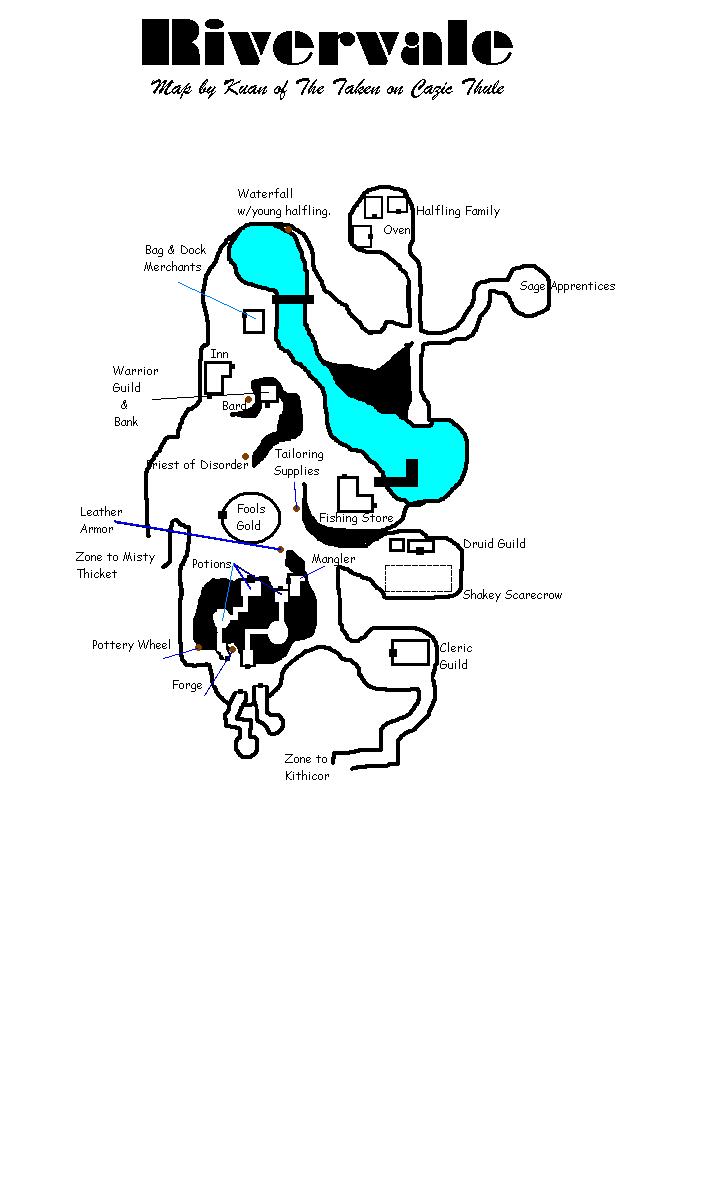 Rivervale
Map by Kuan of The Taken on Cazic Thule
Waterfall
w/young halfling.
Halfling Family
Oven
Bag & Dock
Merchants
Sage Apprentices
Inn
Warrior
Guild
&
Bank
Bard
Priest of Disorder
Tailoring
Supplies
Leather
Armor
Fools
Gold
Fishing Store
Zone to Misty
Thicket
Potions
Mangler
Druid Guild
Shakey Scarecrow
Pottery Wheel
Cleric
Guild
Forge
Zone to
Kithicor